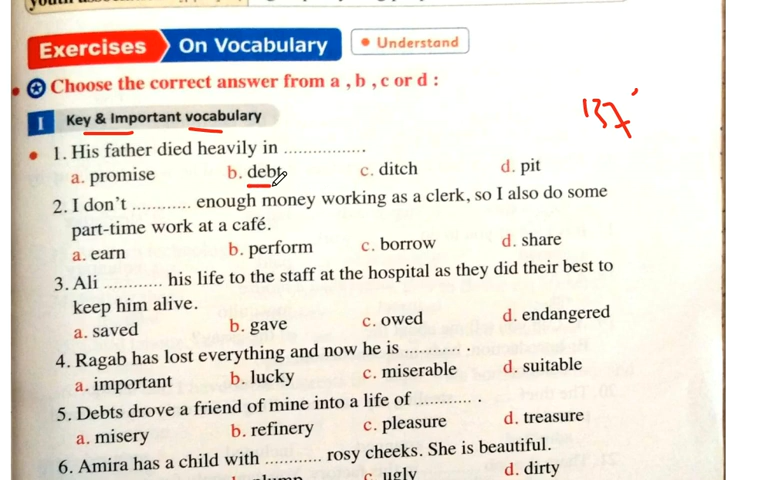 Exercises On Vocabulary • Understand
Choose the correct answer from a , b , c or d :
I Key & Important vocabulary
137
1. His father died heavily in ................
a. promise b. debt c. ditch d. pit
2. I don't ............ enough money working as a clerk, so I also do some
part-time work at a café.
a. earn b. perform c. borrow d. share
3. Ali ............ his life to the staff at the hospital as they did their best to
keep him alive.
a. saved b. gave c. owed d. endangered
4. Ragab has lost everything and now he is ............ .
a. important b. lucky c. miserable d. suitable
5. Debts drove a friend of mine into a life of ............ .
a. misery b. refinery c. pleasure d. treasure
6. Amira has a child with ............ rosy cheeks. She is beautiful.
c. ugly d. dirty